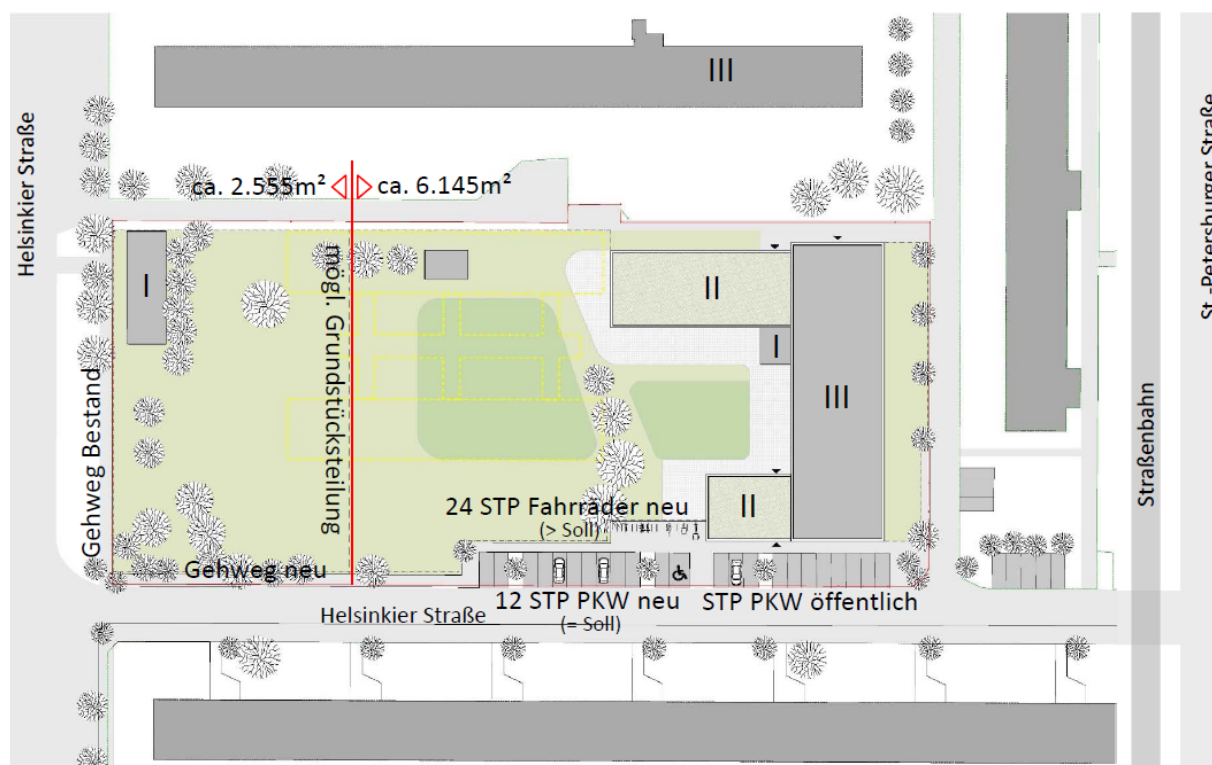 III
Helsinkier Straße
St.-Petersburger Straße
ca. 2.555m² ca. 6.145m²
I
mögl. Grundstücksteilung
II
I
III
Gehweg Bestand
Straßenbahn
24 STP Fahrräder neu
(> Soll)
II
Gehweg neu
12 STP PKW neu
(= Soll)
STP PKW öffentlich
Helsinkier Straße